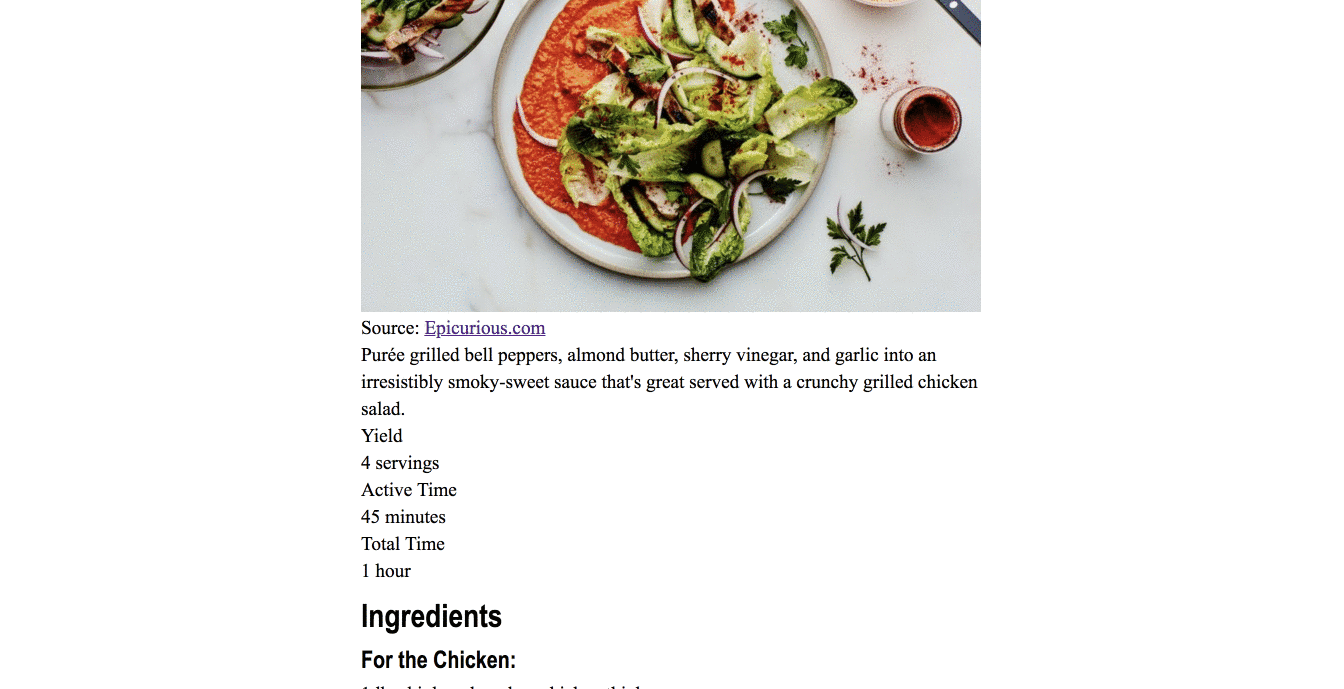 Source: Epicurious.com
Purée grilled bell peppers, almond butter, sherry vinegar, and garlic into an
irresistibly smoky-sweet sauce that's great served with a crunchy grilled chicken
salad.
Yield
4 servings
Active Time
45 minutes
Total Time
1 hour
Ingredients
For the Chicken: